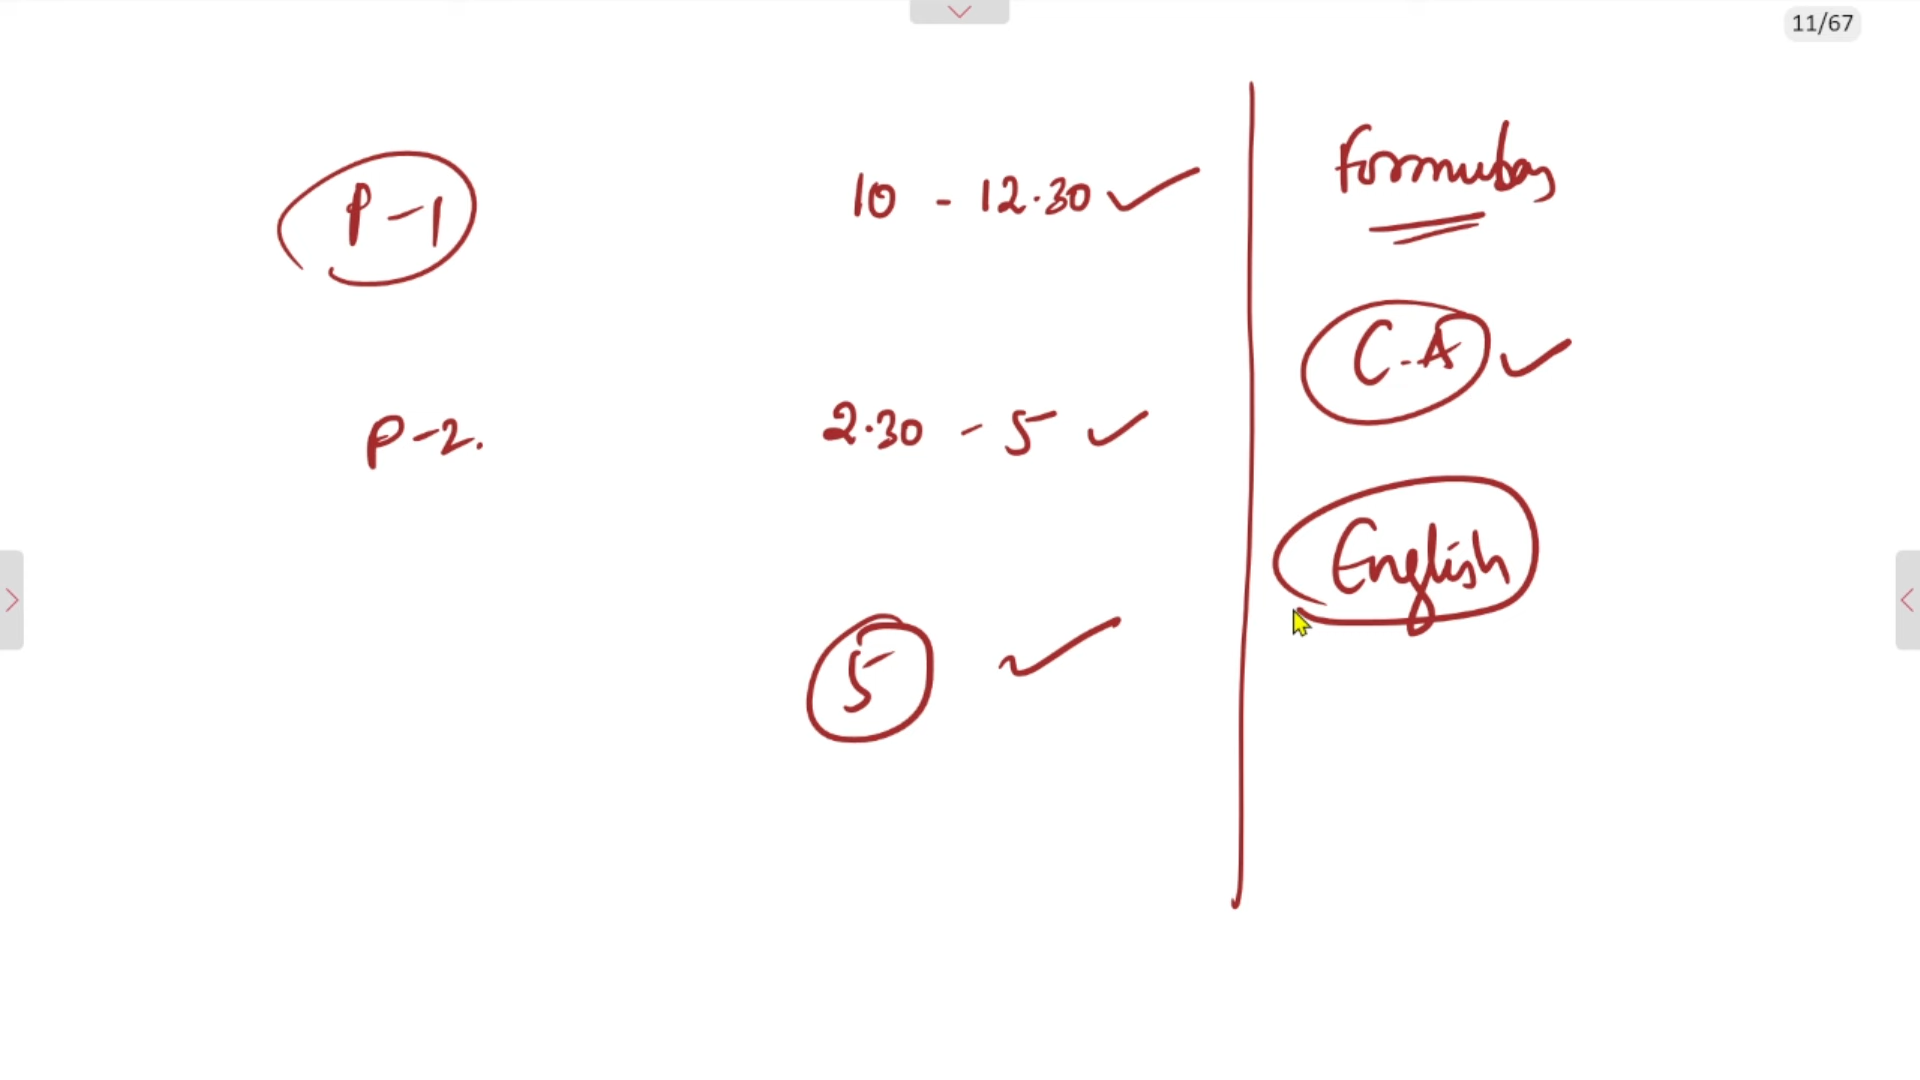 11/67
P-1
10 - 12.30
P-2.
2.30 - 5
5
formulas
C-A
English